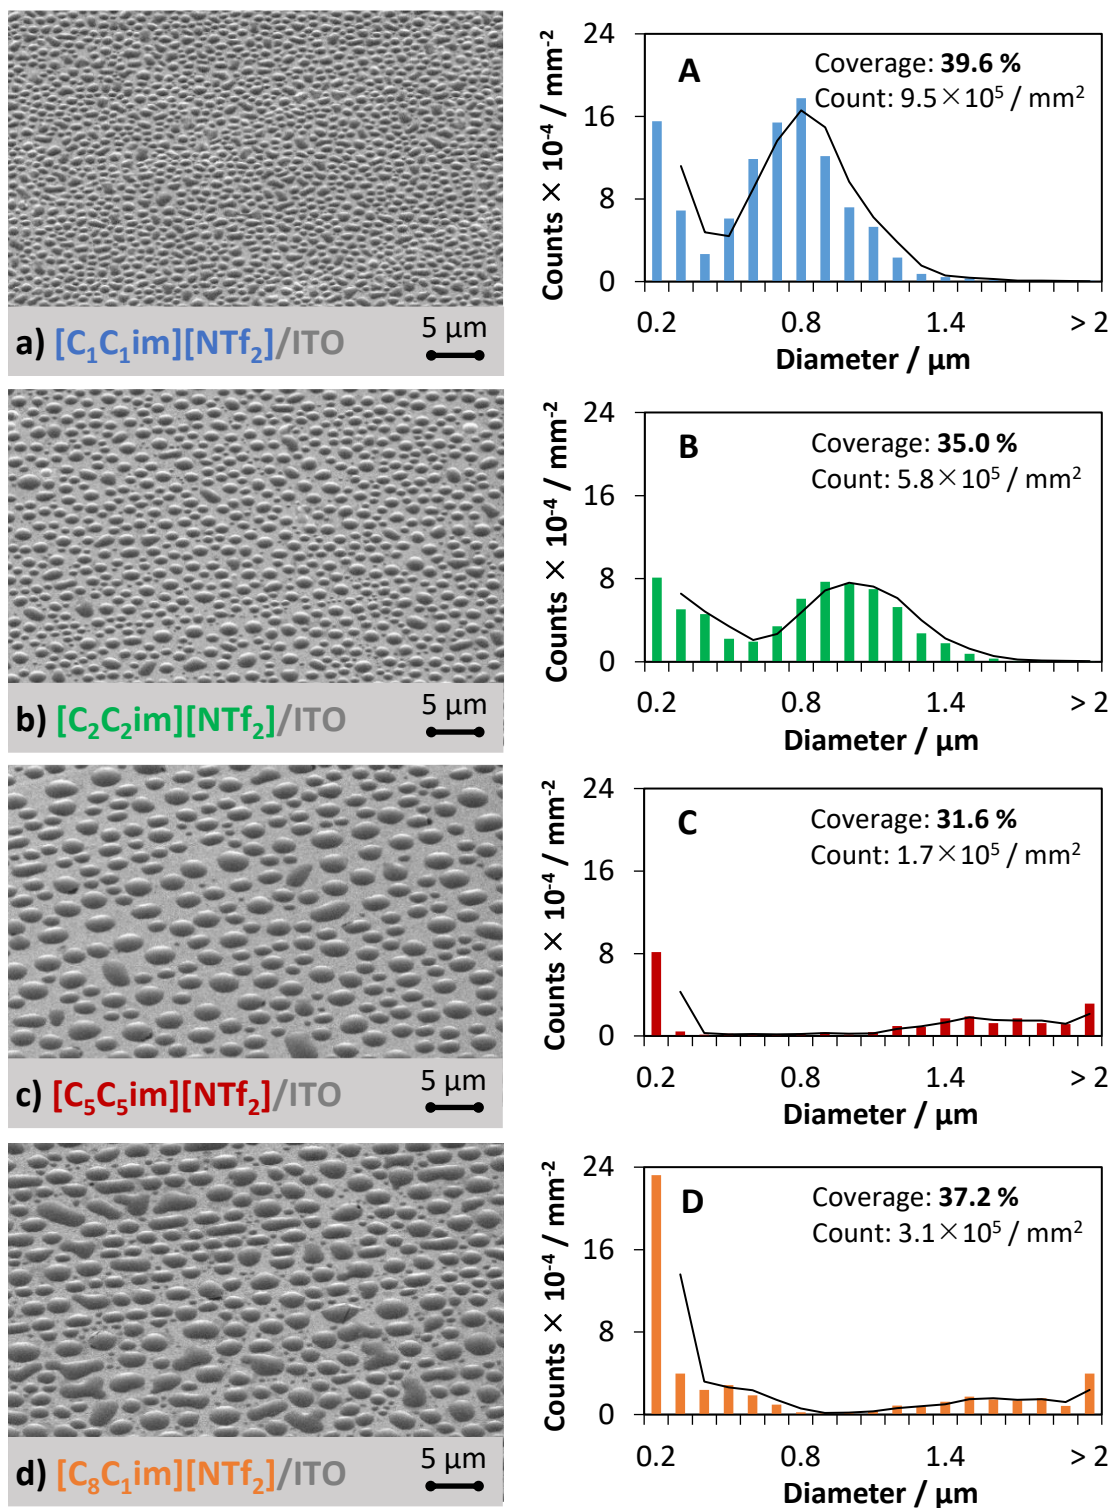 24
16
8
0
Counts × 10⁻⁴ / mm⁻²
A
Coverage: 39.6 %
Count: 9.5×10⁵ / mm²
0.2 0.8 1.4 > 2
Diameter / µm
5 µm
a) [C₁C₁im][NTf₂]/ITO
24
16
8
0
Counts × 10⁻⁴ / mm⁻²
B
Coverage: 35.0 %
Count: 5.8×10⁵ / mm²
0.2 0.8 1.4 > 2
Diameter / µm
5 µm
b) [C₂C₂im][NTf₂]/ITO
24
16
8
0
Counts × 10⁻⁴ / mm⁻²
C
Coverage: 31.6 %
Count: 1.7×10⁵ / mm²
0.2 0.8 1.4 > 2
Diameter / µm
5 µm
c) [C₅C₅im][NTf₂]/ITO
24
16
8
0
Counts × 10⁻⁴ / mm⁻²
D
Coverage: 37.2 %
Count: 3.1×10⁵ / mm²
0.2 0.8 1.4 > 2
Diameter / µm
5 µm
d) [C₈C₁im][NTf₂]/ITO